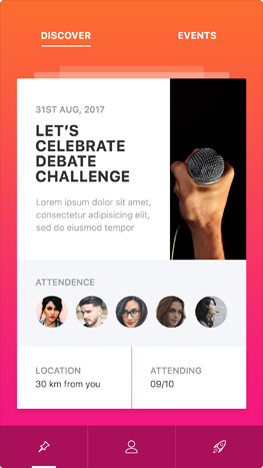 DISCOVER EVENTS
31ST AUG, 2017
LET'S
CELEBRATE
DEBATE
CHALLENGE
Lorem ipsum dolor sit amet,
consectetur adipisicing elit,
sed do eiusmod tempor
ATTENDENCE
LOCATION ATTENDING
30 km from you 09/10